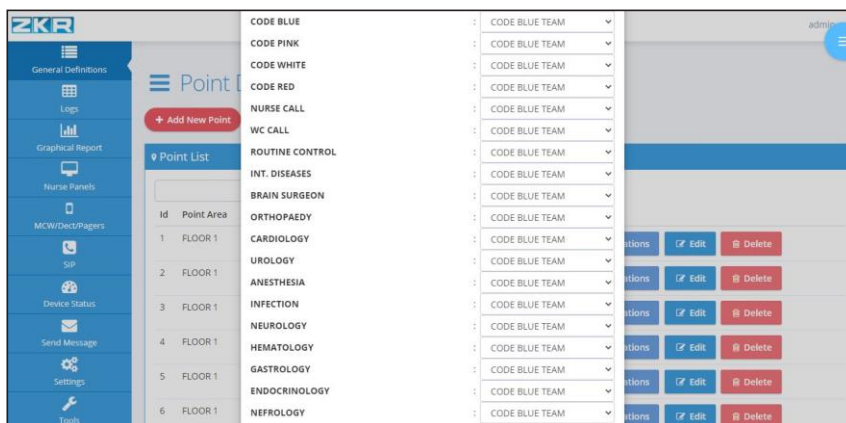 ZKR
admin
General Definitions
Logs
Graphical Report
Nurse Panels
MCW/Dect/Pagers
SIP
Device Status
Send Message
Settings
Tools
Point
+ Add New Point
Point List
Id Point Area
1 FLOOR 1 Edit Delete
2 FLOOR 1 Edit Delete
3 FLOOR 1 Edit Delete
4 FLOOR 1 Edit Delete
5 FLOOR 1 Edit Delete
6 FLOOR 1 Edit Delete
CODE BLUE : CODE BLUE TEAM
CODE PINK : CODE BLUE TEAM
CODE WHITE : CODE BLUE TEAM
CODE RED : CODE BLUE TEAM
NURSE CALL : CODE BLUE TEAM
WC CALL : CODE BLUE TEAM
ROUTINE CONTROL : CODE BLUE TEAM
INT. DISEASES : CODE BLUE TEAM
BRAIN SURGEON : CODE BLUE TEAM
ORTHOPAEDY : CODE BLUE TEAM
CARDIOLOGY : CODE BLUE TEAM
UROLOGY : CODE BLUE TEAM
ANESTHESIA : CODE BLUE TEAM
INFECTION : CODE BLUE TEAM
NEUROLOGY : CODE BLUE TEAM
HEMATOLOGY : CODE BLUE TEAM
GASTROLOGY : CODE BLUE TEAM
ENDOCRINOLOGY : CODE BLUE TEAM
NEFROLOGY : CODE BLUE TEAM